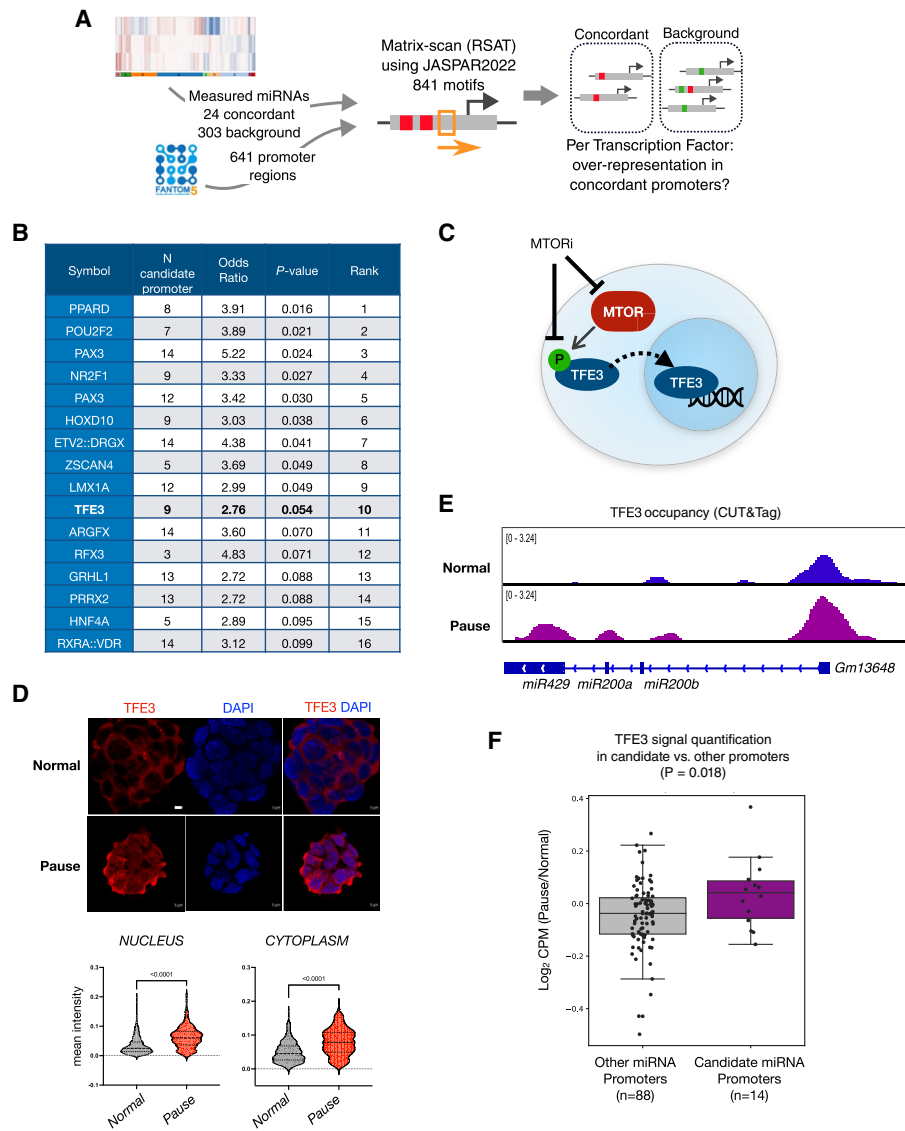 A
Measured miRNAs
24 concordant
303 background
641 promoter
regions
FANTOM5
Matrix-scan (RSAT)
using JASPAR2022
841 motifs
Concordant
Background
Per Transcription Factor:
over-representation in
concordant promoters?
B
Symbol N candidate promoter Odds Ratio P-value Rank
PPARD 8 3.91 0.016 1
POU2F2 7 3.89 0.021 2
PAX3 14 5.22 0.024 3
NR2F1 9 3.33 0.027 4
PAX3 12 3.42 0.030 5
HOXD10 9 3.03 0.038 6
ETV2::DRGX 14 4.38 0.041 7
ZSCAN4 5 3.69 0.049 8
LMX1A 12 2.99 0.049 9
TFE3 9 2.76 0.054 10
ARGFX 14 3.60 0.070 11
RFX3 3 4.83 0.071 12
GRHL1 13 2.72 0.088 13
PRRX2 13 2.72 0.088 14
HNF4A 5 2.89 0.095 15
RXRA::VDR 14 3.12 0.099 16
C
MTORi
MTOR
P
TFE3
TFE3
D
TFE3 DAPI TFE3 DAPI
Normal
Pause
NUCLEUS
mean intensity
0.3
0.2
0.1
0.0
-0.1
<0.0001
Normal Pause
CYTOPLASM
0.3
0.2
0.1
0.0
<0.0001
Normal Pause
E
TFE3 occupancy (CUT&Tag)
Normal
[0 - 3.24]
Pause
[0 - 3.24]
Gm13648
miR429 miR200a miR200b
F
TFE3 signal quantification
in candidate vs. other promoters
(P = 0.018)
Log2 CPM (Pause/Normal)
0.4
0.2
0.0
−0.2
−0.4
Other miRNA
Promoters
(n=88)
Candidate miRNA
Promoters
(n=14)